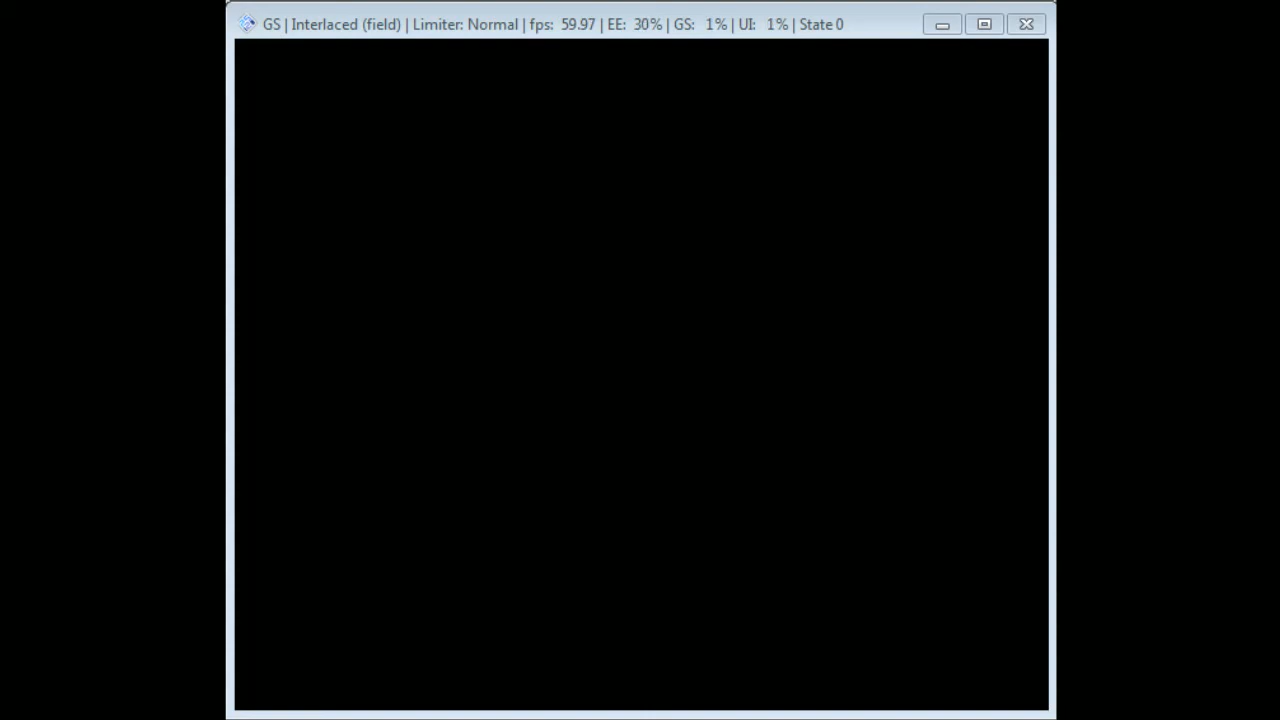 GS | Interlaced (field) | Limiter: Normal | fps: 59.97 | EE: 30% | GS: 1% | UI: 1% | State 0